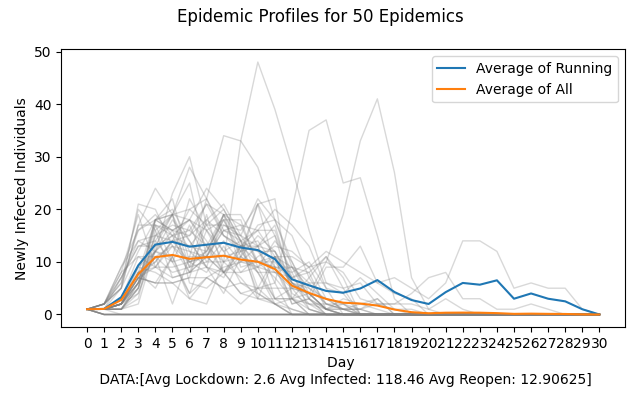 Epidemic Profiles for 50 Epidemics
50
40
30
20
10
0
Newly Infected Individuals
Average of Running
Average of All
0 1 2 3 4 5 6 7 8 9 10 11 12 13 14 15 16 17 18 19 20 21 22 23 24 25 26 27 28 29 30
Day
DATA:[Avg Lockdown: 2.6 Avg Infected: 118.46 Avg Reopen: 12.90625]